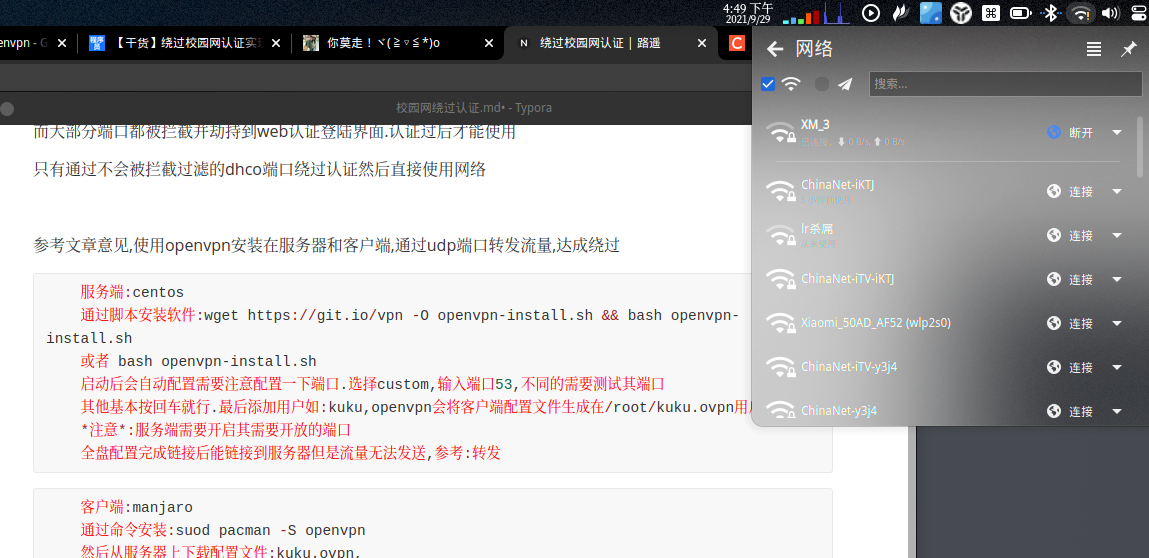 4:49 下午
2021/9/29
envpn - G
【干货】绕过校园网认证实现
你莫走！ヾ(≧▽≦*)o
绕过校园网认证 | 路遥
校园网绕过认证.md• - Typora
而大部分端口都被拦截并劫持到web认证登陆界面.认证过后才能使用
只有通过不会被拦截过滤的dhco端口绕过认证然后直接使用网络
参考文章意见,使用openvpn安装在服务器和客户端,通过udp端口转发流量,达成绕过
服务端:centos
通过脚本安装软件:wget https://git.io/vpn -O openvpn-install.sh && bash openvpn-
install.sh
或者 bash openvpn-install.sh
启动后会自动配置需要注意配置一下端口.选择custom,输入端口53,不同的需要测试其端口
其他基本按回车就行.最后添加用户如:kuku,openvpn会将客户端配置文件生成在/root/kuku.ovpn用户
*注意*:服务端需要开启其需要开放的端口
全盘配置完成链接后能链接到服务器但是流量无法发送,参考:转发
客户端:manjaro
通过命令安装:suod pacman -S openvpn
然后从服务器上下载配置文件:kuku.ovpn,
网络
搜索...
XM_3
已连接, 0 B/s, 0 B/s
断开
ChinaNet-iKTJ
连接
lr杀屌
从未使用
连接
ChinaNet-iTV-iKTJ
连接
Xiaomi_50AD_AF52 (wlp2s0)
连接
ChinaNet-iTV-y3j4
连接
ChinaNet-y3j4
连接